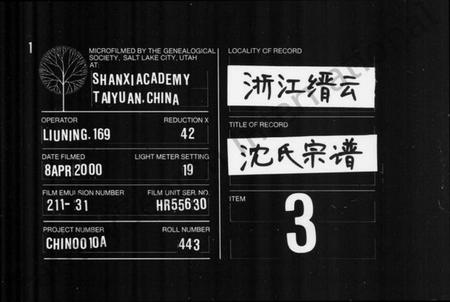 1
MICROFILMED BY THE GENEALOGICAL
SOCIETY, SALT LAKE CITY, UTAH
AT:
SHANXI ACADEMY
TAIYUAN, CHINA
OPERATOR
REDUCTION X
LIUNING. 169
42
DATE FILMED
LIGHT METER SETTING
8APR2000
19
FILM EMULSION NUMBER
FILM UNIT SER. NO.
211-31
HR55630
PROJECT NUMBER
ROLL NUMBER
CHIN0010A
443
LOCALITY OF RECORD
浙江缙云
TITLE OF RECORD
沈氏宗谱
ITEM
3